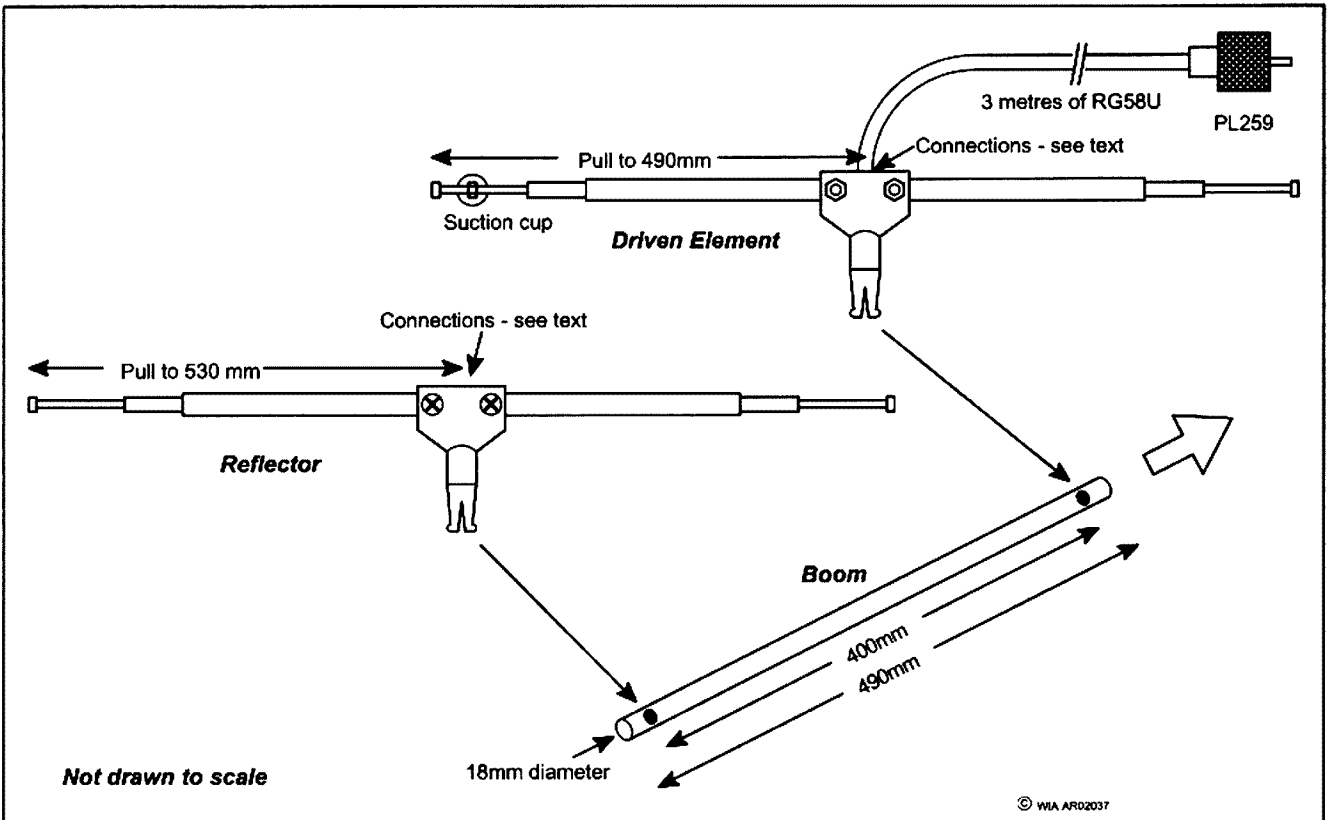 3 metres of RG58U
PL259
Connections - see text
Pull to 490mm
Suction cup
Driven Element
Connections - see text
Pull to 530 mm
Reflector
Boom
400mm
490mm
18mm diameter
Not drawn to scale
© WIA AR02037